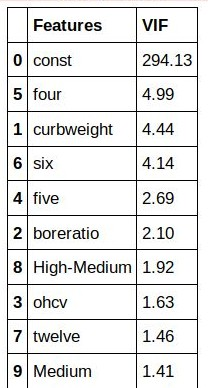 Features VIF
0 const 294.13
5 four 4.99
1 curbweight 4.44
6 six 4.14
4 five 2.69
2 boreratio 2.10
8 High-Medium 1.92
3 ohcv 1.63
7 twelve 1.46
9 Medium 1.41